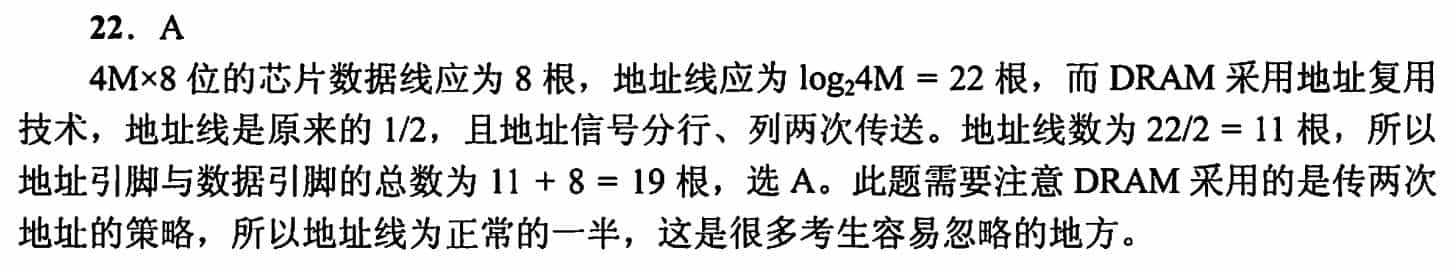 22．A
4M×8 位的芯片数据线应为 8 根，地址线应为 log₂4M = 22 根，而 DRAM 采用地址复用
技术，地址线是原来的 1/2，且地址信号分行、列两次传送。地址线数为 22/2 = 11 根，所以
地址引脚与数据引脚的总数为 11 + 8 = 19 根，选 A。此题需要注意 DRAM 采用的是传两次
地址的策略，所以地址线为正常的一半，这是很多考生容易忽略的地方。